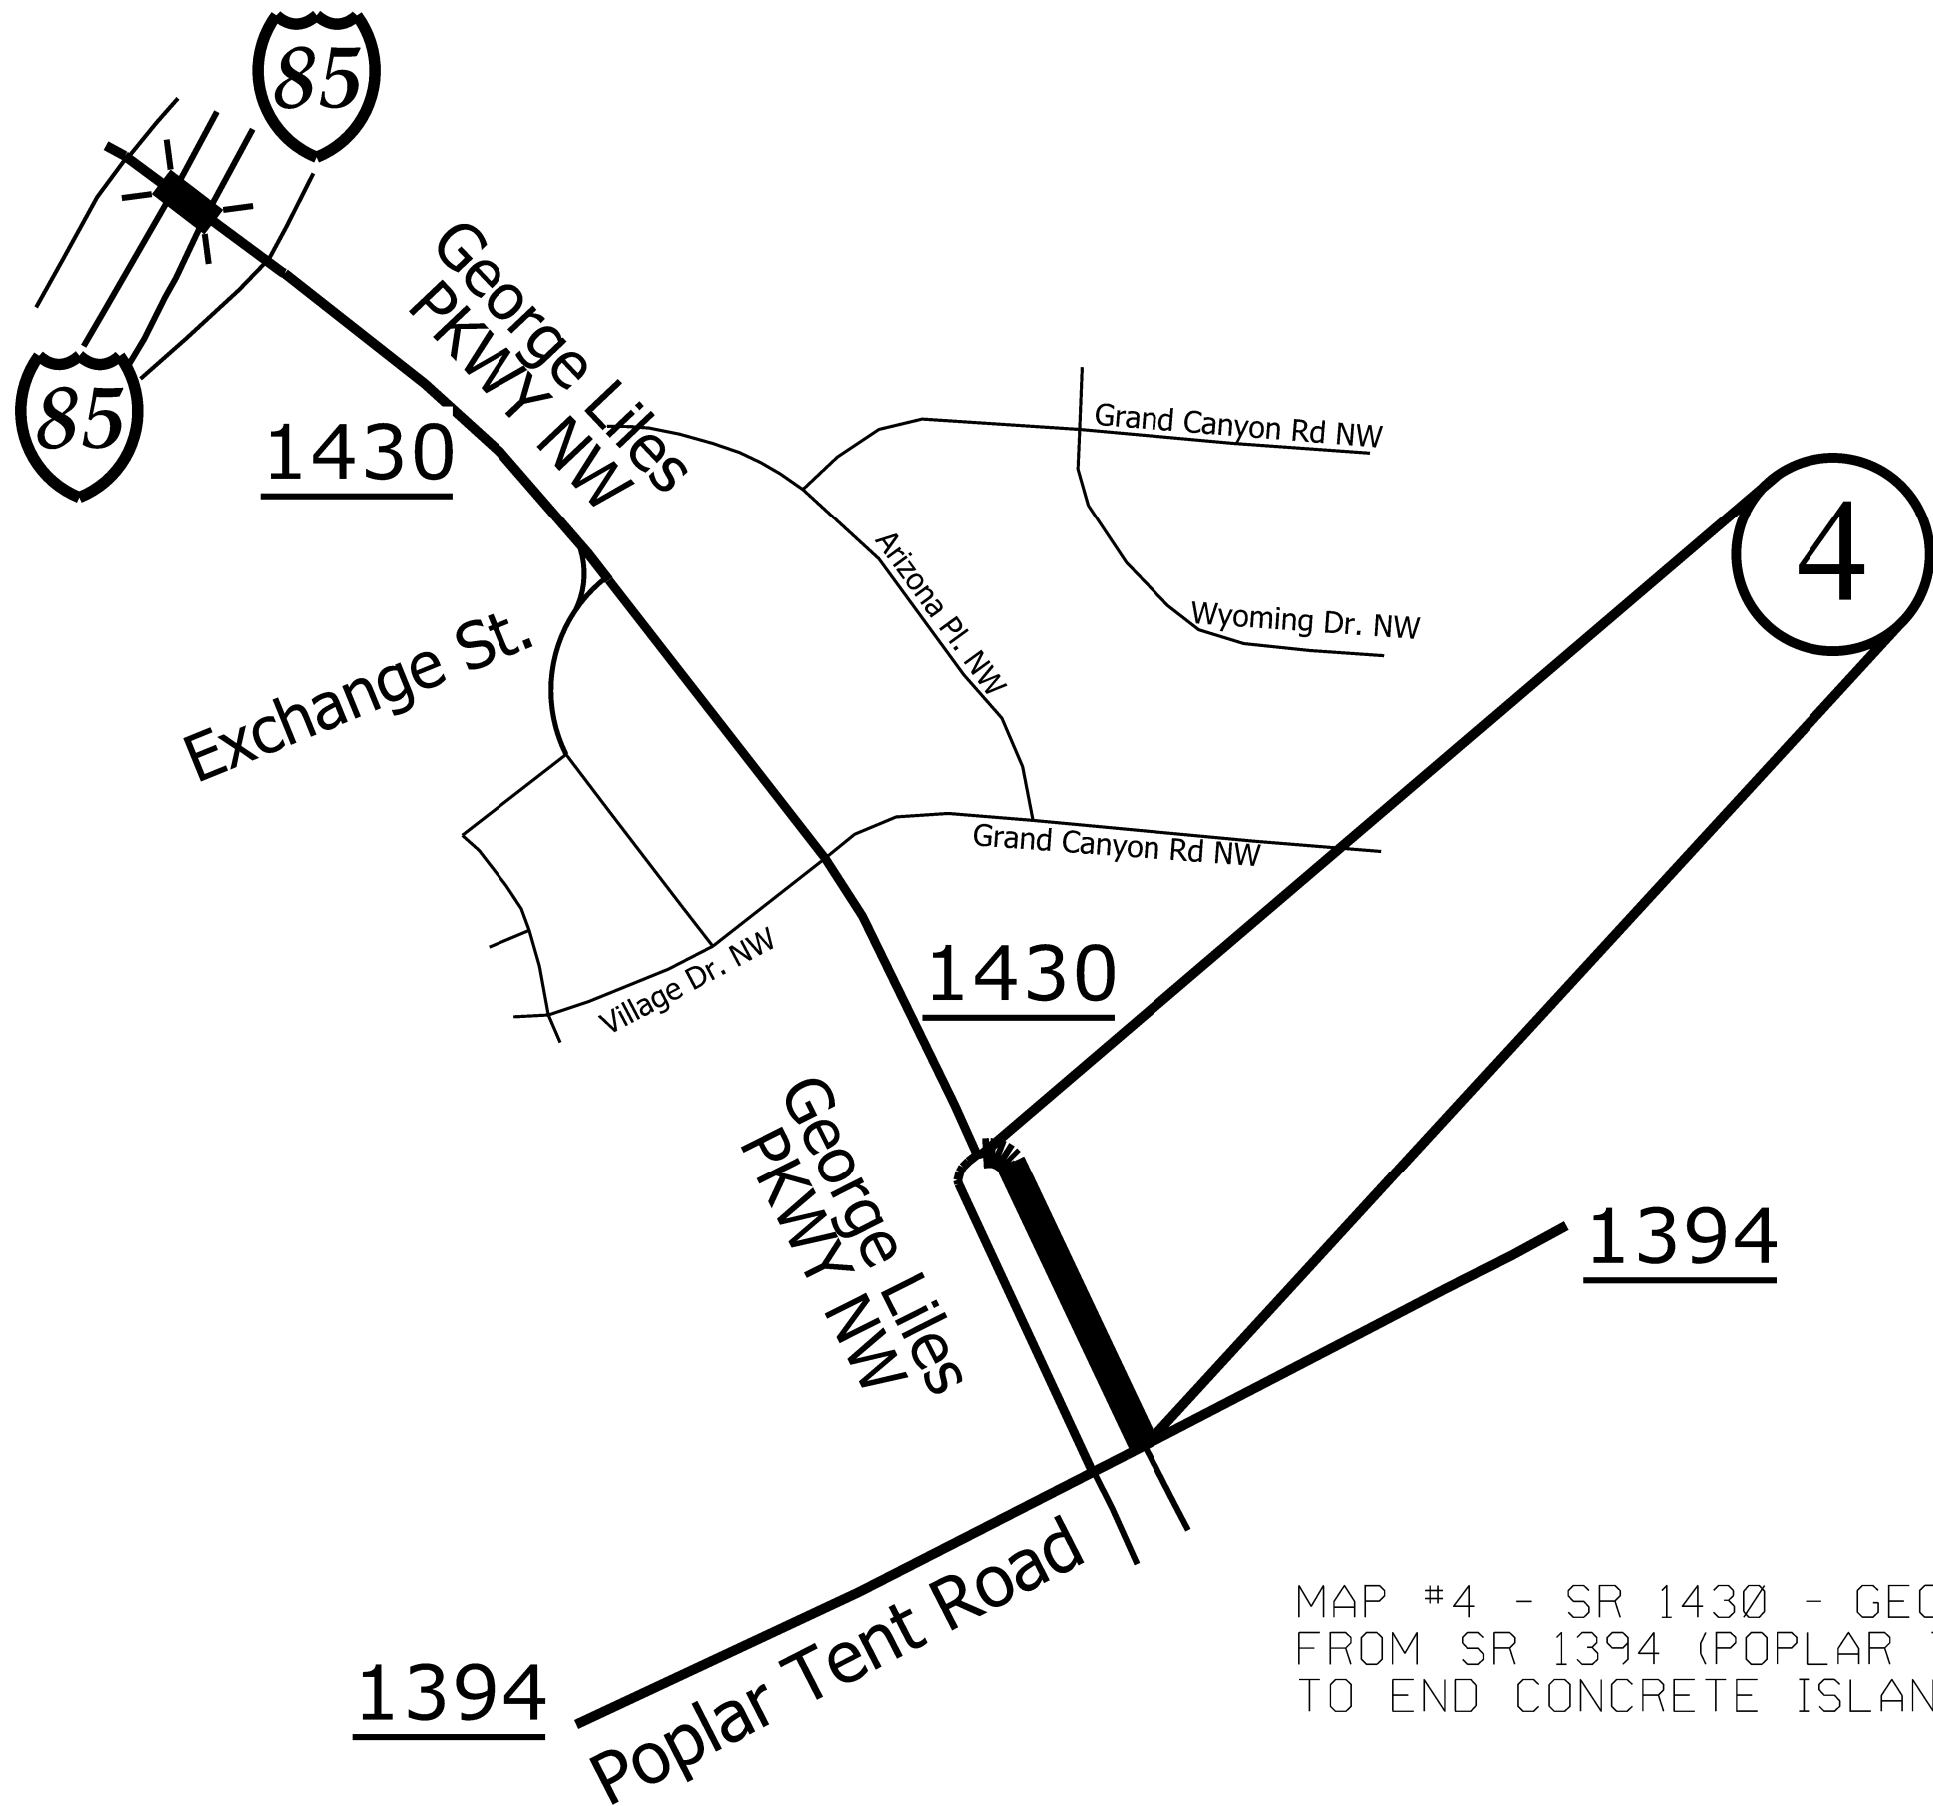 85
85
George Liles
PKWY NW
1430
Grand Canyon Rd NW
4
Arizona Pl. NW
Wyoming Dr. NW
Exchange St.
Grand Canyon Rd NW
Village Dr. NW
1430
George Liles
PKWY NW
1394
Poplar Tent Road
1394
MAP #4 - SR 1430 -
FROM SR 1394 (POPLAR
TO END CONCRETE